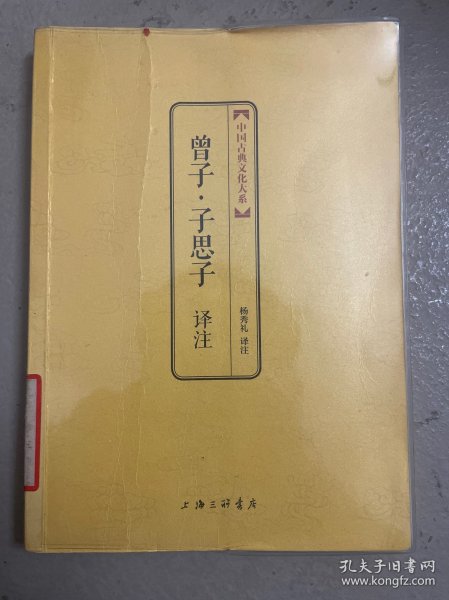 中国古典文化大系
曾子·子思子 译注
杨秀礼 译注
上海三联书店
孔夫子旧书网
www.kongfz.com